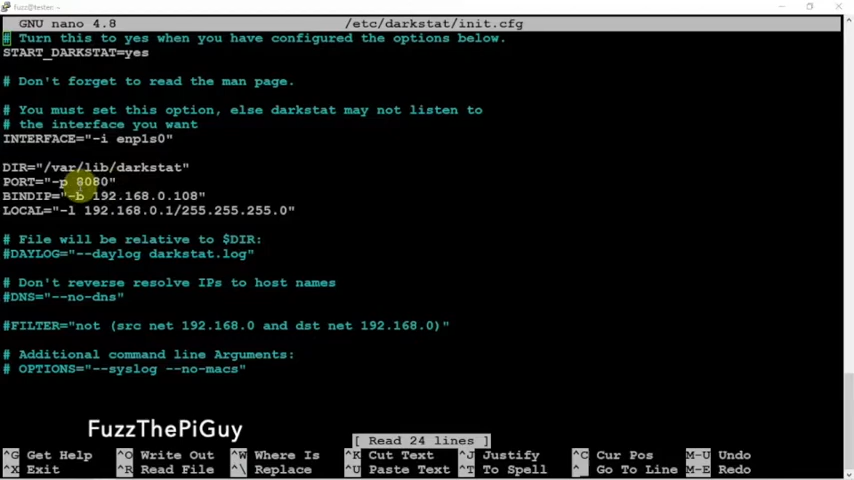 fuzz@tester: ~
GNU nano 4.8 /etc/darkstat/init.cfg
# Turn this to yes when you have configured the options below.
START_DARKSTAT=yes
# Don't forget to read the man page.
# You must set this option, else darkstat may not listen to
# the interface you want
INTERFACE="-i enp1s0"
DIR="/var/lib/darkstat"
PORT="-p 8080"
BINDIP="-b 192.168.0.108"
LOCAL="-l 192.168.0.1/255.255.255.0"
# File will be relative to $DIR:
#DAYLOG="--daylog darkstat.log"
# Don't reverse resolve IPs to host names
#DNS="--no-dns"
#FILTER="not (src net 192.168.0 and dst net 192.168.0)"
# Additional command line Arguments:
# OPTIONS="--syslog --no-macs"
FuzzThePiGuy
[ Read 24 lines ]
^G Get Help ^O Write Out ^W Where Is ^K Cut Text ^J Justify ^C Cur Pos M-U Undo
^X Exit ^R Read File ^\ Replace ^U Paste Text ^T To Spell ^_ Go To Line M-E Redo